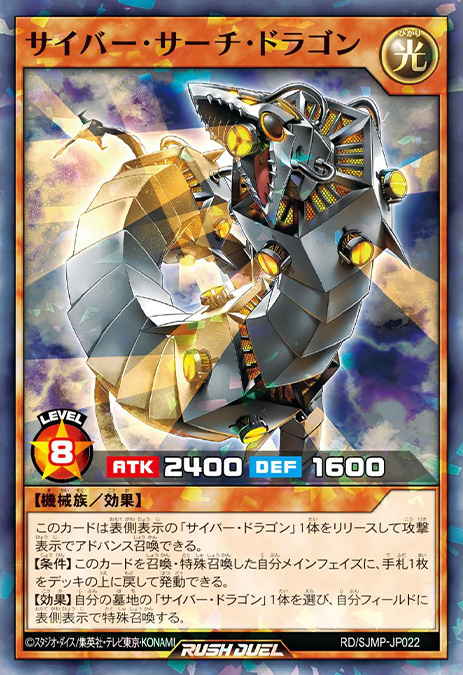 サイバー・サーチ・ドラゴン
ひかり
光
LEVEL
8
ATK 2400 DEF 1600
【機械族／効果】
このカードは表側表示の「サイバー・ドラゴン」1体をリリースして攻撃
表示でアドバンス召喚できる。
【条件】このカードを召喚・特殊召喚した自分メインフェイズに、手札1枚
をデッキの上に戻して発動できる。
【効果】自分の墓地の「サイバー・ドラゴン」1体を選び、自分フィールドに
表側表示で特殊召喚する。
©スタジオ・ダイス/集英社・テレビ東京・KONAMI
RUSH DUEL
RD/SJMP-JP022